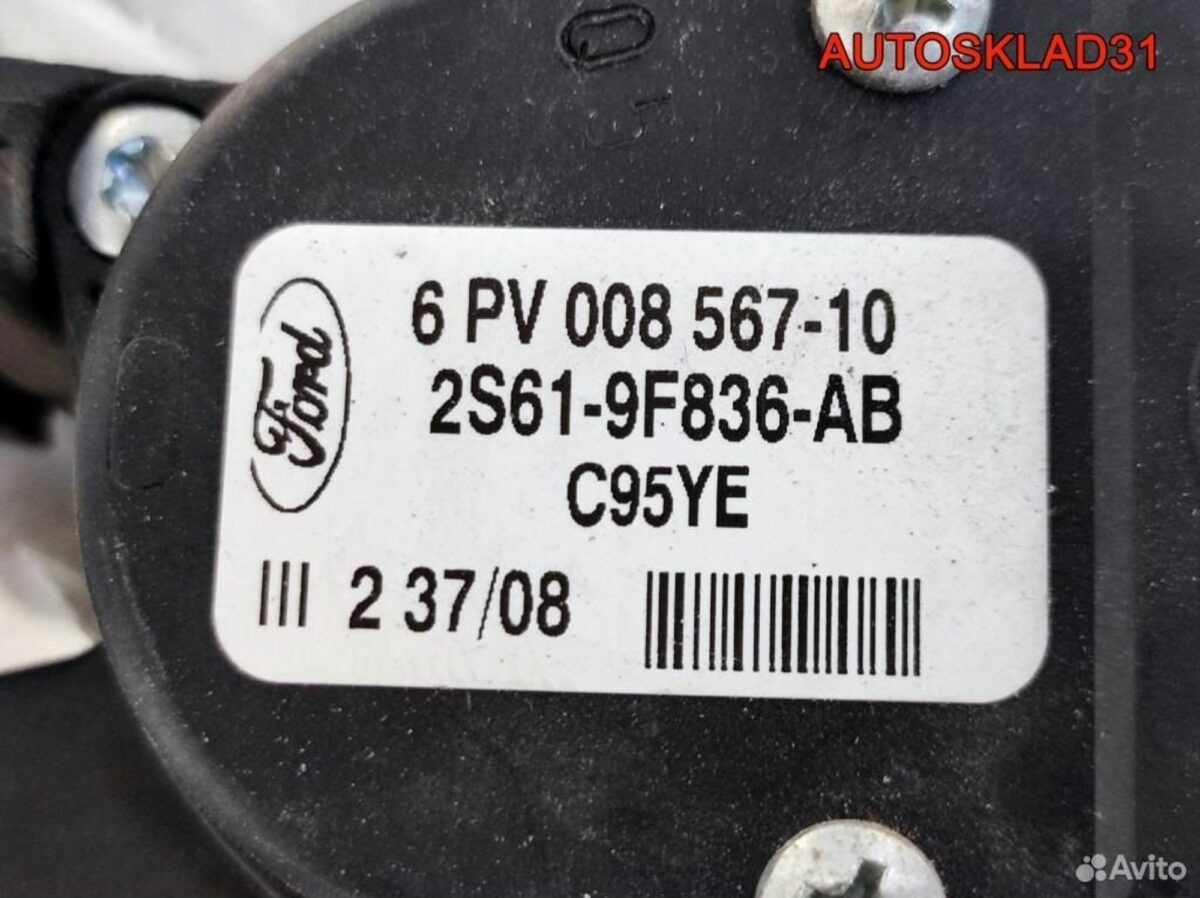 AUTOSKLAD31
Ford
6 PV 008 567-10
2S61-9F836-AB
C95YE
2 37/08
Avito